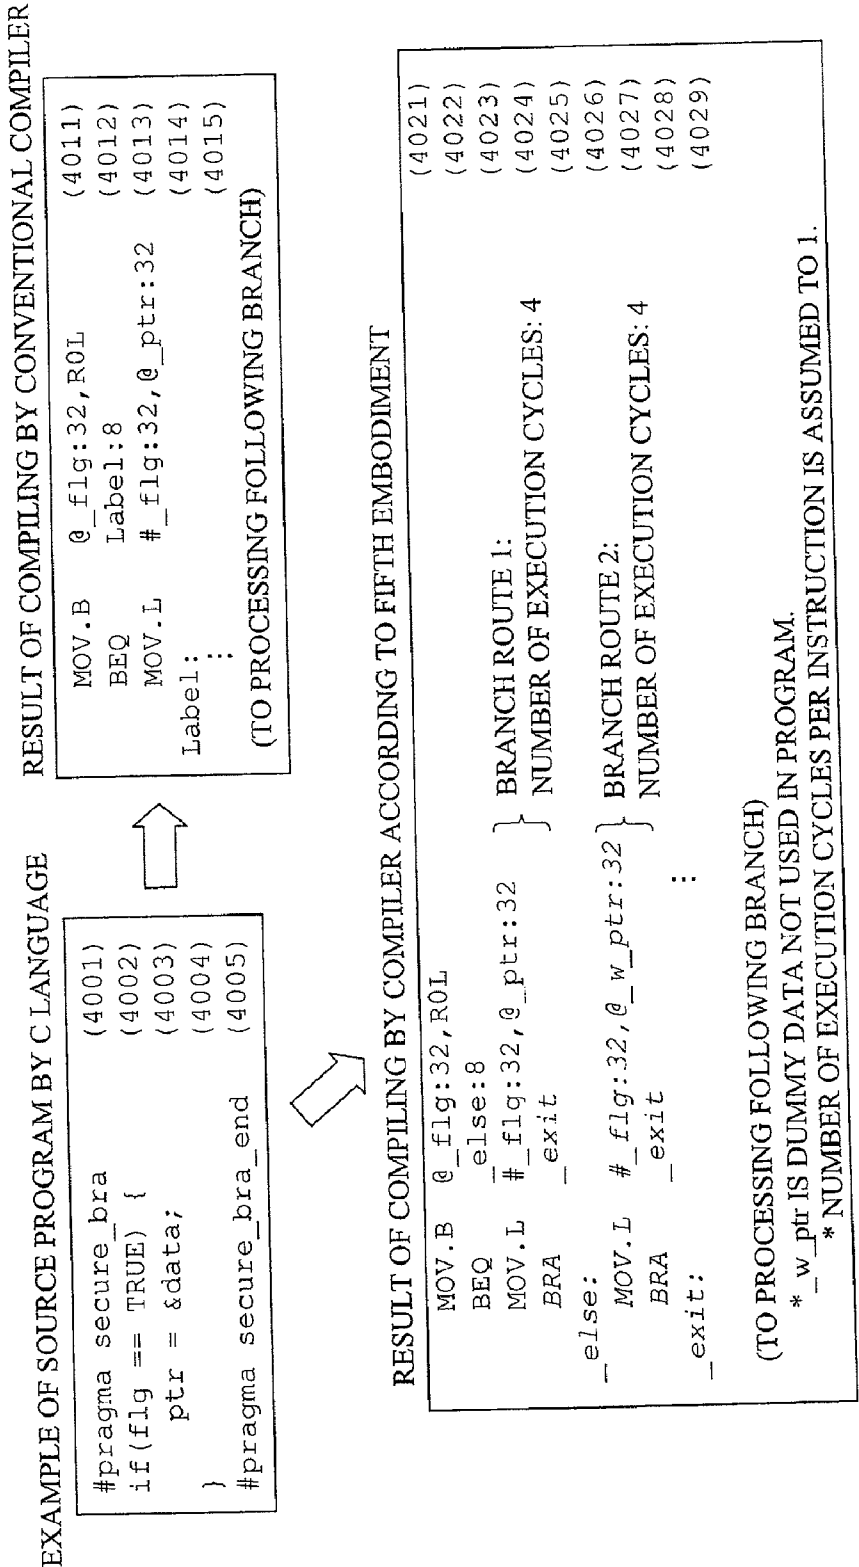 EXAMPLE OF SOURCE PROGRAM BY C LANGUAGE
#pragma secure_bra (4001)
if(flg == TRUE) { (4002)
ptr = &data; (4003)
} (4004)
#pragma secure_bra_end (4005)
RESULT OF COMPILING BY CONVENTIONAL COMPILER
MOV.B @_flg:32,R0L (4011)
BEQ Label:8 (4012)
MOV.L #_flg:32,@_ptr:32 (4013)
Label: (4014)
⋮ (4015)
(TO PROCESSING FOLLOWING BRANCH)
RESULT OF COMPILING BY COMPILER ACCORDING TO FIFTH EMBODIMENT
MOV.B @_flg:32,R0L (4021)
BEQ _else:8 (4022)
MOV.L #_flg:32,@_ptr:32 } BRANCH ROUTE 1: (4023)
BRA _exit NUMBER OF EXECUTION CYCLES: 4 (4024)
_else: (4025)
MOV.L #_flg:32,@_w_ptr:32 } BRANCH ROUTE 2: (4026)
BRA _exit NUMBER OF EXECUTION CYCLES: 4 (4027)
_exit: (4028)
⋮ (4029)
(TO PROCESSING FOLLOWING BRANCH)
* _w_ptr IS DUMMY DATA NOT USED IN PROGRAM.
* NUMBER OF EXECUTION CYCLES PER INSTRUCTION IS ASSUMED TO 1.